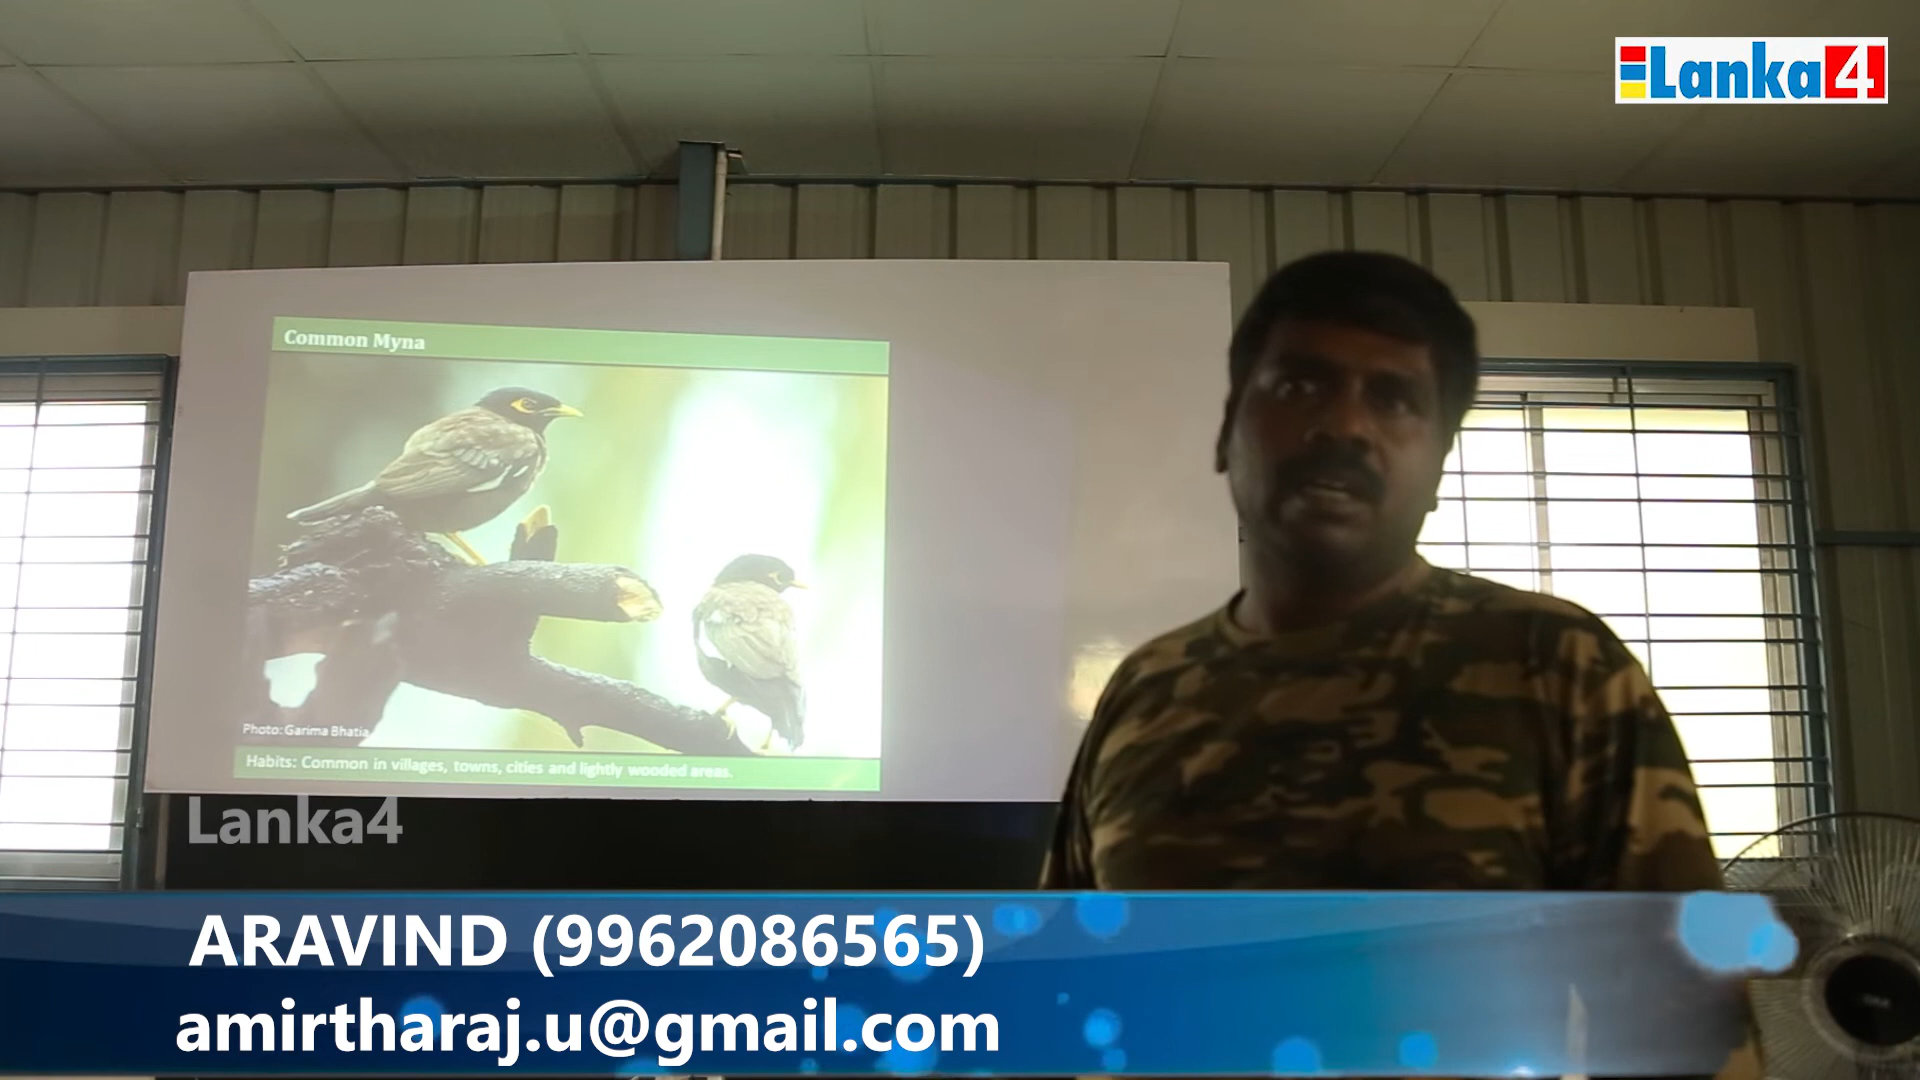 Lanka4
Common Myna
Photo: Garima Bhatia
Habits: Common in villages, towns, cities and lightly wooded areas.
Lanka4
ARAVIND (9962086565)
amirtharaj.u@gmail.com